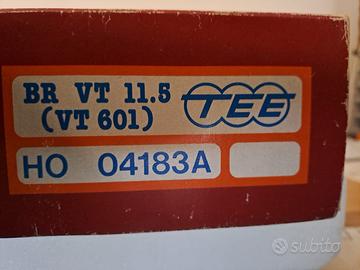 BR VT 11.5
(VT 601)
TEE
HO 04183A
subito